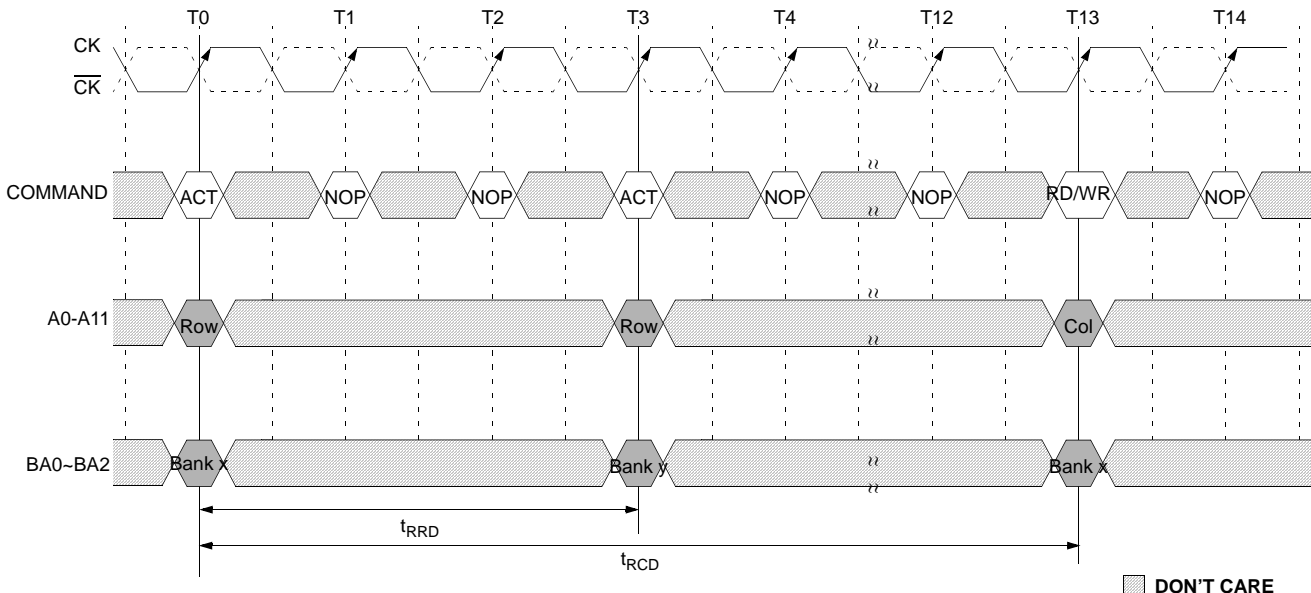 T0 T1 T2 T3 T4 T12 T13 T14
CK
CK
COMMAND ACT NOP NOP ACT NOP NOP RD/WR NOP
A0-A11 Row Row Col
BA0~BA2 Bank x Bank y Bank x
tRRD
tRCD
DON'T CARE